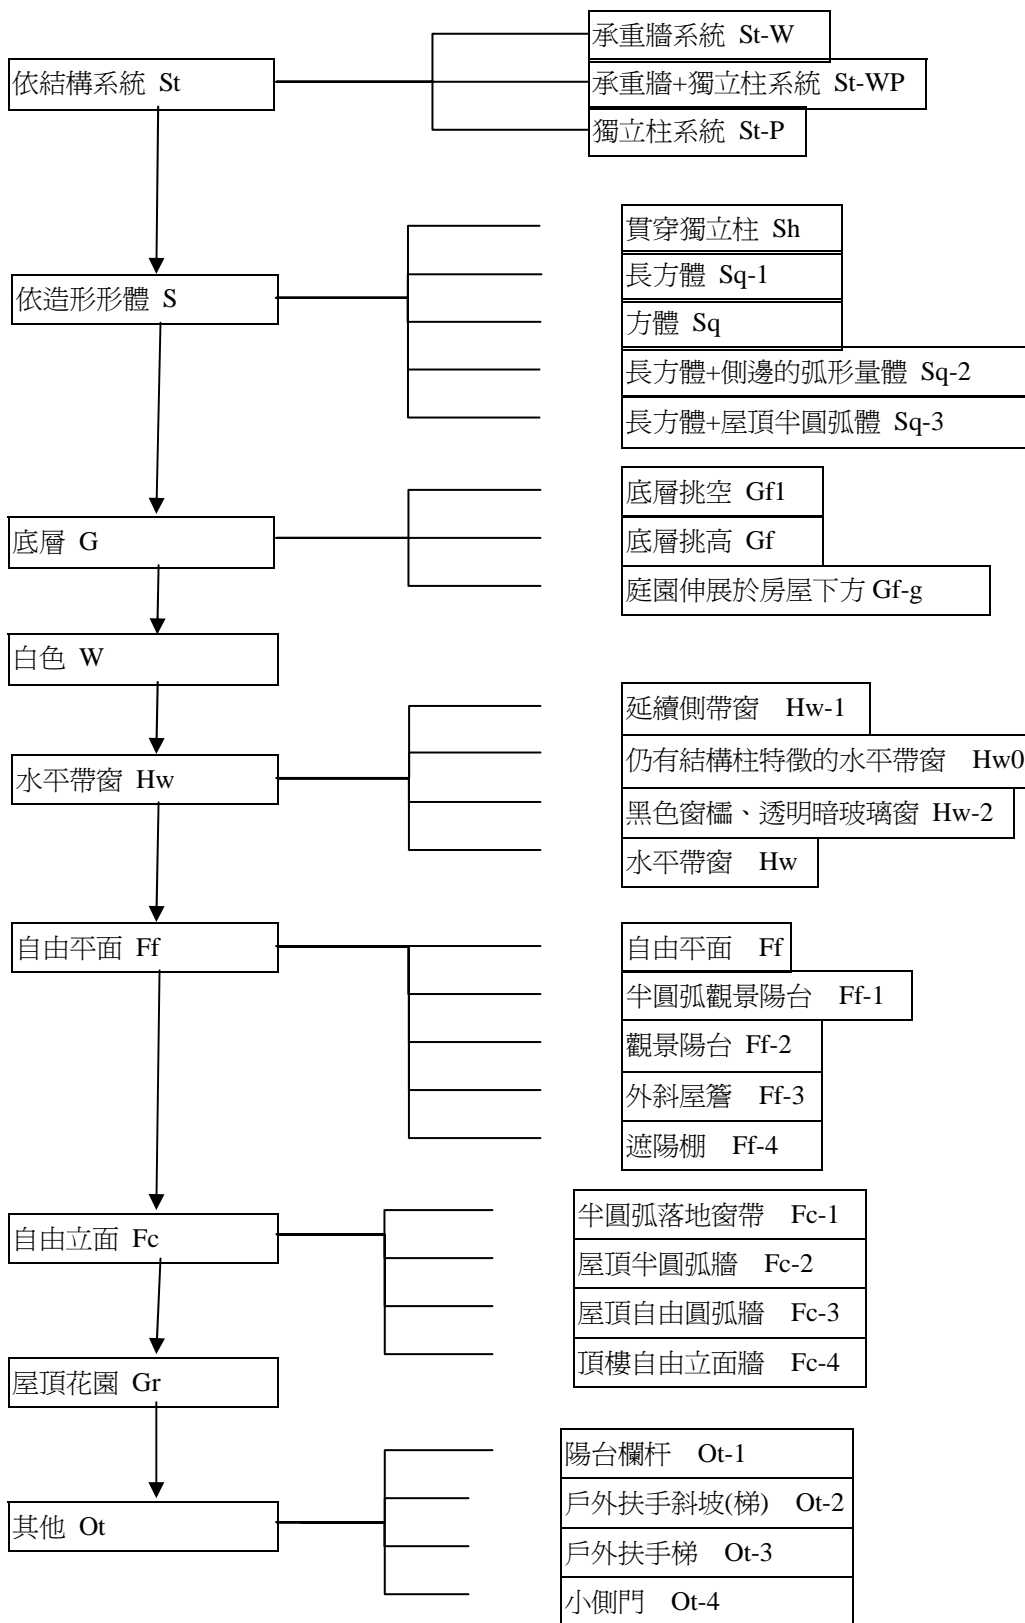 承重牆系統 St-W
依結構系統 St
承重牆+獨立柱系統 St-WP
獨立柱系統 St-P
貫穿獨立柱 Sh
依造形形體 S
長方體 Sq-1
方體 Sq
長方體+側邊的弧形量體 Sq-2
長方體+屋頂半圓弧體 Sq-3
底層挑空 Gf1
底層 G
底層挑高 Gf
庭園伸展於房屋下方 Gf-g
白色 W
延續側帶窗 Hw-1
水平帶窗 Hw
仍有結構柱特徵的水平帶窗 Hw0
黑色窗櫺、透明暗玻璃窗 Hw-2
水平帶窗 Hw
自由平面 Ff
自由平面 Ff
半圓弧觀景陽台 Ff-1
觀景陽台 Ff-2
外斜屋簷 Ff-3
遮陽棚 Ff-4
半圓弧落地窗帶 Fc-1
自由立面 Fc
屋頂半圓弧牆 Fc-2
屋頂自由圓弧牆 Fc-3
頂樓自由立面牆 Fc-4
屋頂花園 Gr
陽台欄杆 Ot-1
戶外扶手斜坡(梯) Ot-2
其他 Ot
戶外扶手梯 Ot-3
小側門 Ot-4